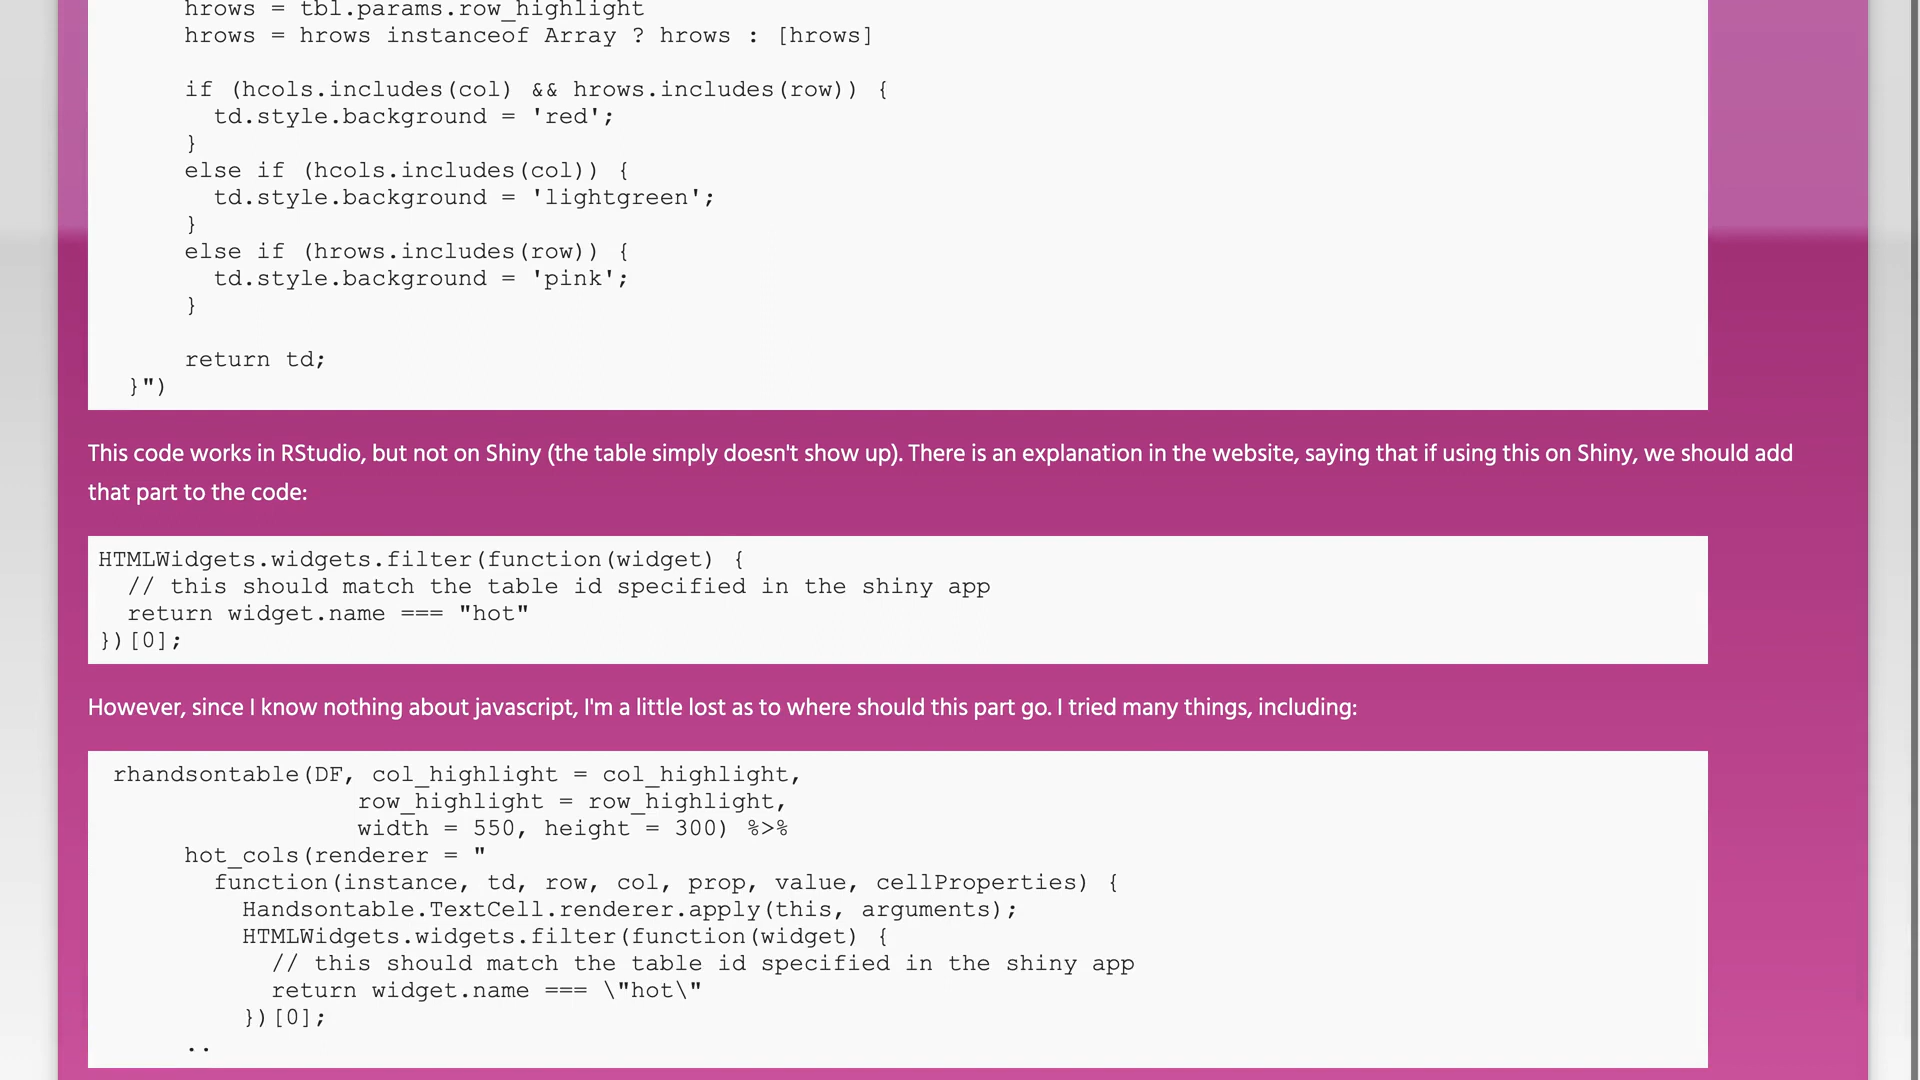 hrows = tbl.params.row_highlight
hrows = hrows instanceof Array ? hrows : [hrows]
if (hcols.includes(col) && hrows.includes(row)) {
td.style.background = 'red';
}
else if (hcols.includes(col)) {
td.style.background = 'lightgreen';
}
else if (hrows.includes(row)) {
td.style.background = 'pink';
}
return td;
}")
This code works in RStudio, but not on Shiny (the table simply doesn't show up). There is an explanation in the website, saying that if using this on Shiny, we should add
that part to the code:
HTMLWidgets.widgets.filter(function(widget) {
// this should match the table id specified in the shiny app
return widget.name === "hot"
})[0];
However, since I know nothing about javascript, I'm a little lost as to where should this part go. I tried many things, including:
rhandsontable(DF, col_highlight = col_highlight,
row_highlight = row_highlight,
width = 550, height = 300) %>%
hot_cols(renderer = "
function(instance, td, row, col, prop, value, cellProperties) {
Handsontable.TextCell.renderer.apply(this, arguments);
HTMLWidgets.widgets.filter(function(widget) {
// this should match the table id specified in the shiny app
return widget.name === \"hot\"
})[0];
..